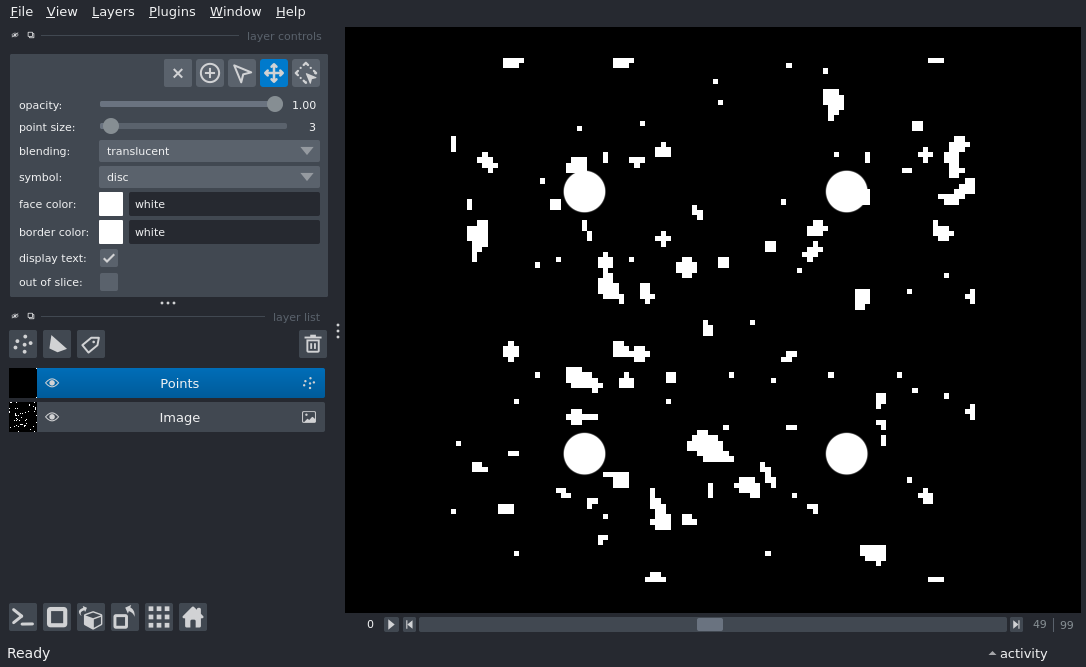 File View Layers Plugins Window Help
layer controls
opacity: 1.00
point size: 3
blending: translucent
symbol: disc
face color: white
border color: white
display text:
out of slice:
layer list
Points
Image
0 49 | 99
Ready activity